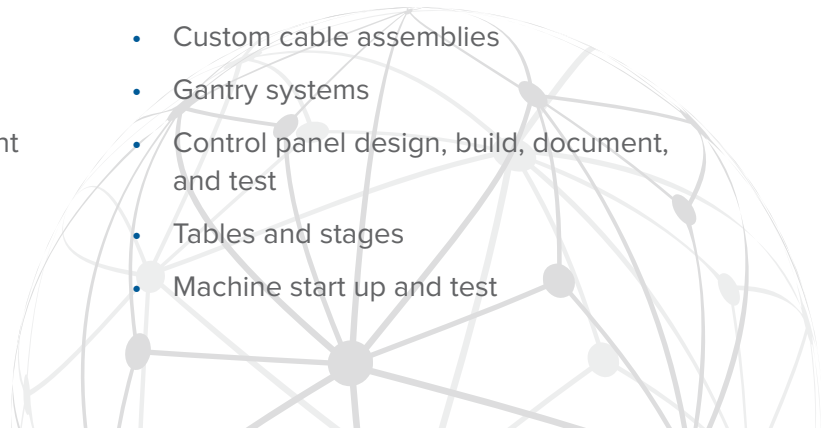 • Custom cable assemblies
• Gantry systems
• Control panel design, build, document,
and test
• Tables and stages
• Machine start up and test